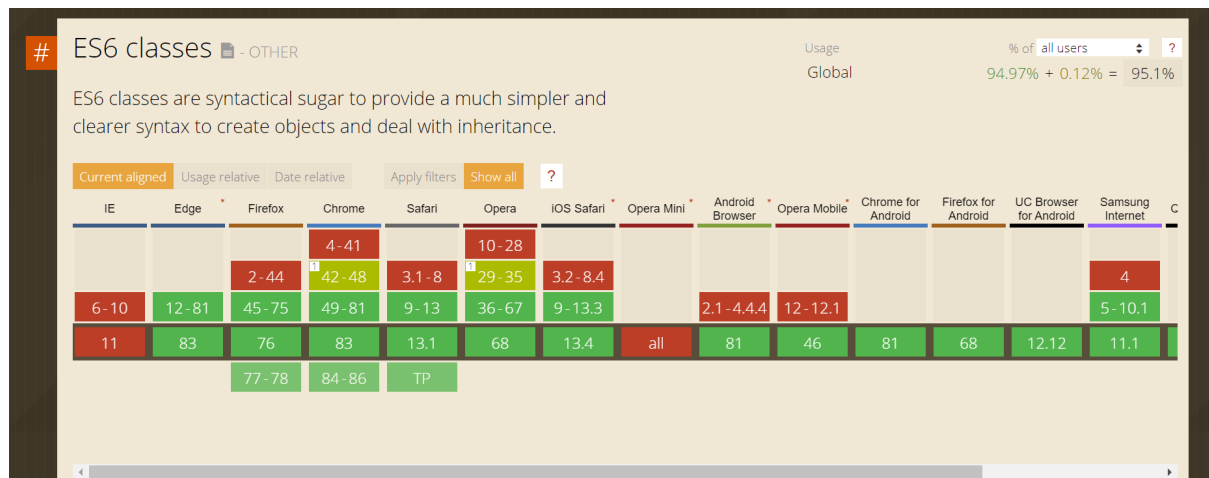 #
ES6 classes - OTHER
Usage % of all users ?
Global 94.97% + 0.12% = 95.1%
ES6 classes are syntactical sugar to provide a much simpler and
clearer syntax to create objects and deal with inheritance.
Current aligned Usage relative Date relative Apply filters Show all ?
IE Edge * Firefox Chrome Safari Opera iOS Safari * Opera Mini * Android Browser * Opera Mobile * Chrome for Android Firefox for Android UC Browser for Android Samsung Internet
4-41 10-28
2-44 1 42-48 3.1-8 1 29-35 3.2-8.4 4
6-10 12-81 45-75 49-81 9-13 36-67 9-13.3 2.1-4.4.4 12-12.1 5-10.1
11 83 76 83 13.1 68 13.4 all 81 46 81 68 12.12 11.1
77-78 84-86 TP